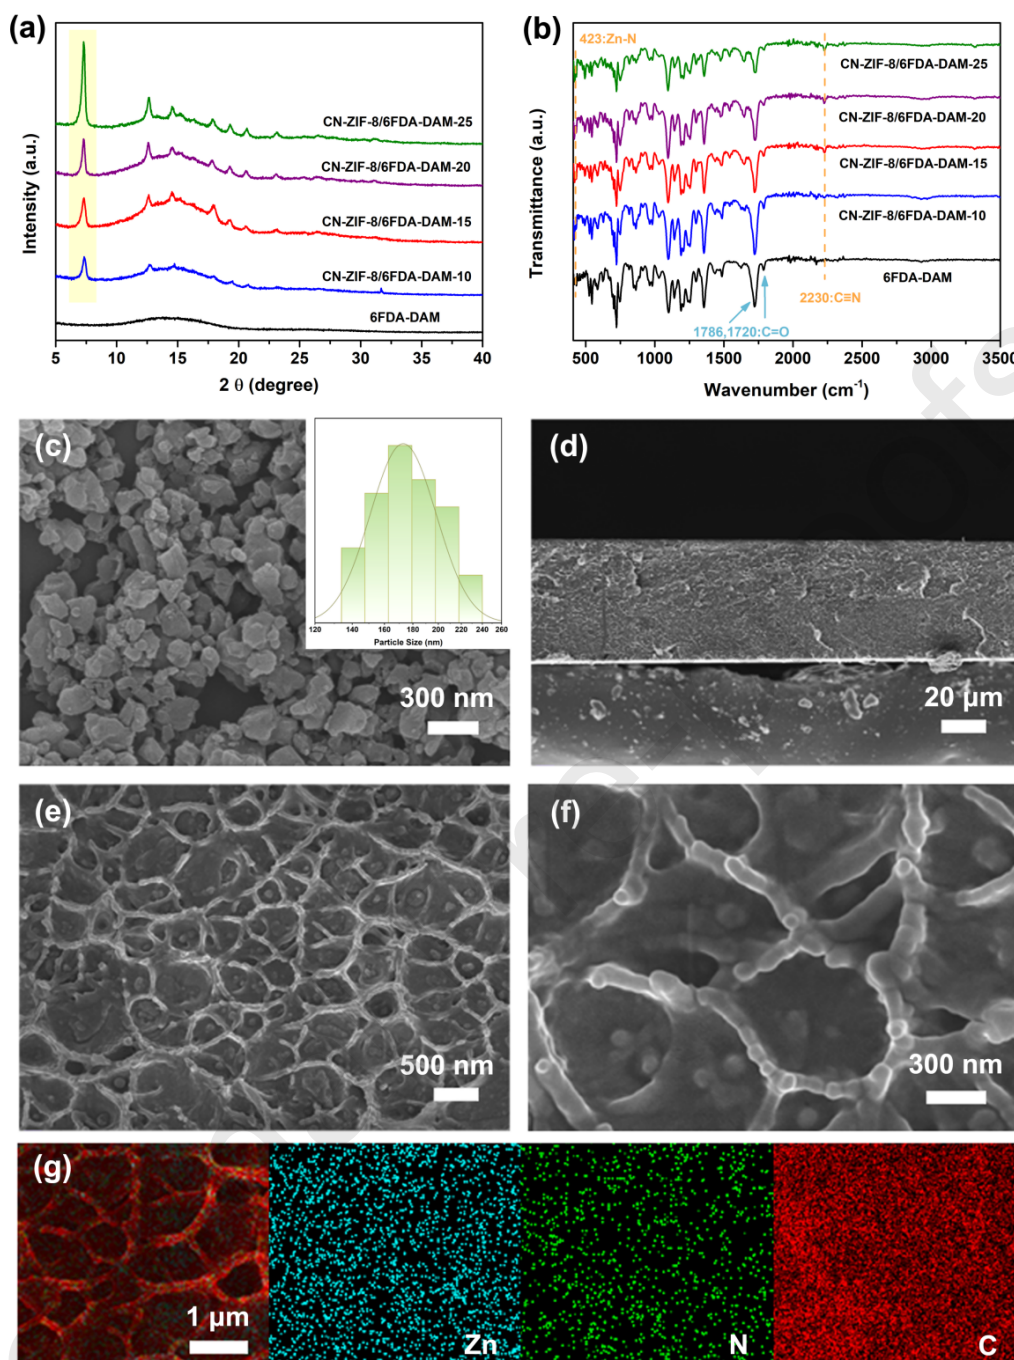 (a)
Intensity (a.u.)
CN-ZIF-8/6FDA-DAM-25
CN-ZIF-8/6FDA-DAM-20
CN-ZIF-8/6FDA-DAM-15
CN-ZIF-8/6FDA-DAM-10
6FDA-DAM
5 10 15 20 25 30 35 40
2 θ (degree)
(b)
Transmittance (a.u.)
423:Zn-N
CN-ZIF-8/6FDA-DAM-25
CN-ZIF-8/6FDA-DAM-20
CN-ZIF-8/6FDA-DAM-15
CN-ZIF-8/6FDA-DAM-10
6FDA-DAM
2230:C≡N
1786,1720:C=O
500 1000 1500 2000 2500 3000 3500
Wavenumber (cm⁻¹)
(c)
120 140 160 180 200 220 240 260
Particle Size (nm)
300 nm
(d)
20 μm
(e)
500 nm
(f)
300 nm
(g)
1 μm
Zn
N
C